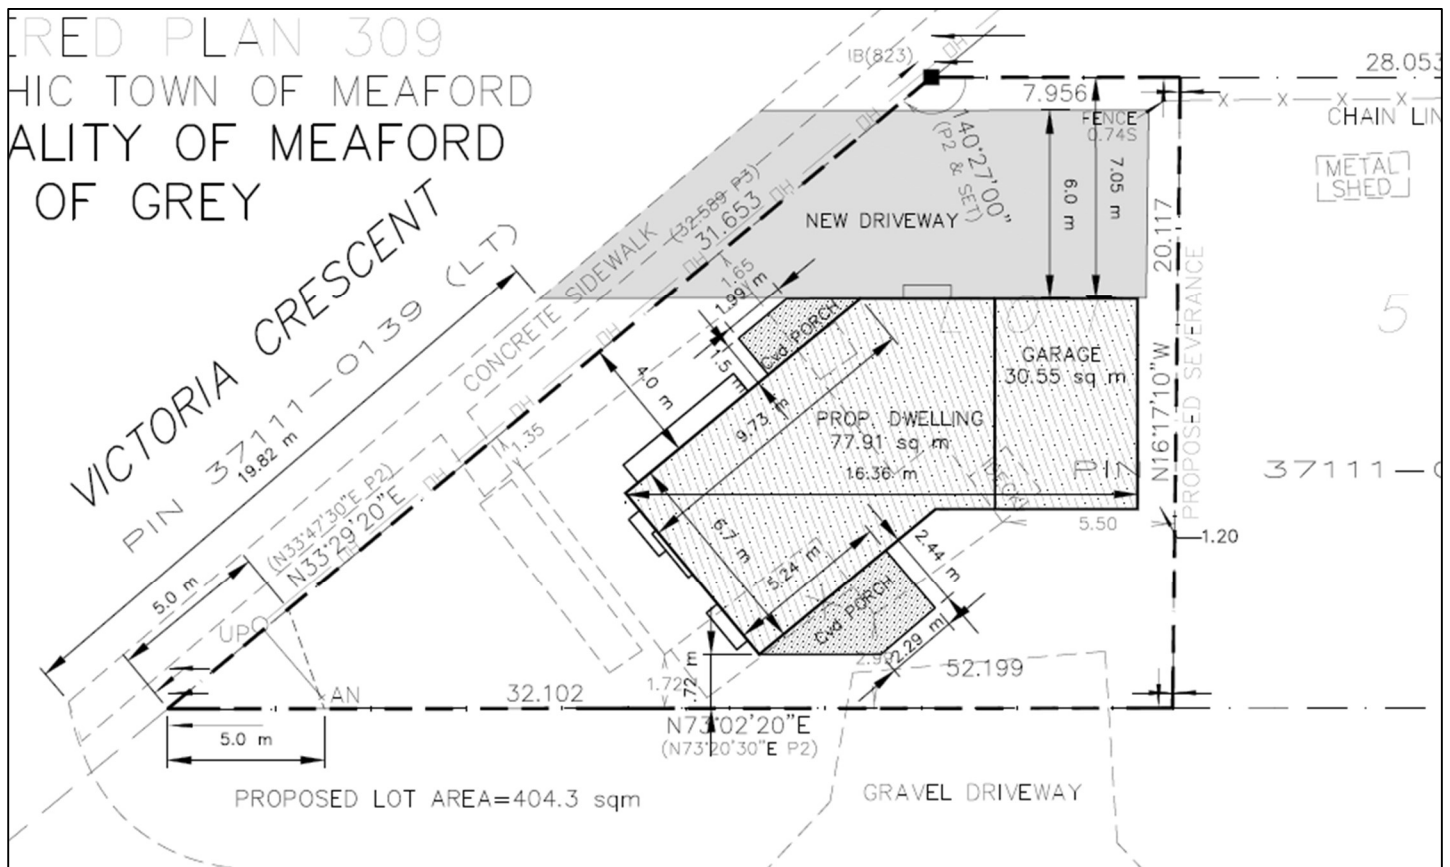 RED PLAN 309
HIC TOWN OF MEAFORD
ALITY OF MEAFORD
OF GREY
IB(823)
28.053
7.956
FENCE
0.74S
CHAIN LIN
METAL
SHED
140°27'00"
(P2 & SET)
7.05 m
6.0 m
NEW DRIVEWAY
20.117
N16°17'10"W
PROPOSED SEVERANCE
5
VICTORIA CRESCENT
PIN 37111-0139 (LT)
19.82 m
CONCRETE SIDEWALK
(32.589 P3)
31.653
1.65
1.99 m
1.5 m
Cvd PORCH
4.0 m
9.73 m
GARAGE
30.55 sq m
PROP. DWELLING
77.91 sq m
16.36 m
DECK
PIN 37111-
1.35
(N33°47'30"E P2)
N33°29'20"E
5.0 m
UP
AN
6.7 m
5.24 m
2.44 m
Cvd PORCH
2.29 m
5.50
1.20
1.72
.72 m
32.102
52.199
N73°02'20"E
(N73°20'30"E P2)
5.0 m
PROPOSED LOT AREA=404.3 sqm
GRAVEL DRIVEWAY